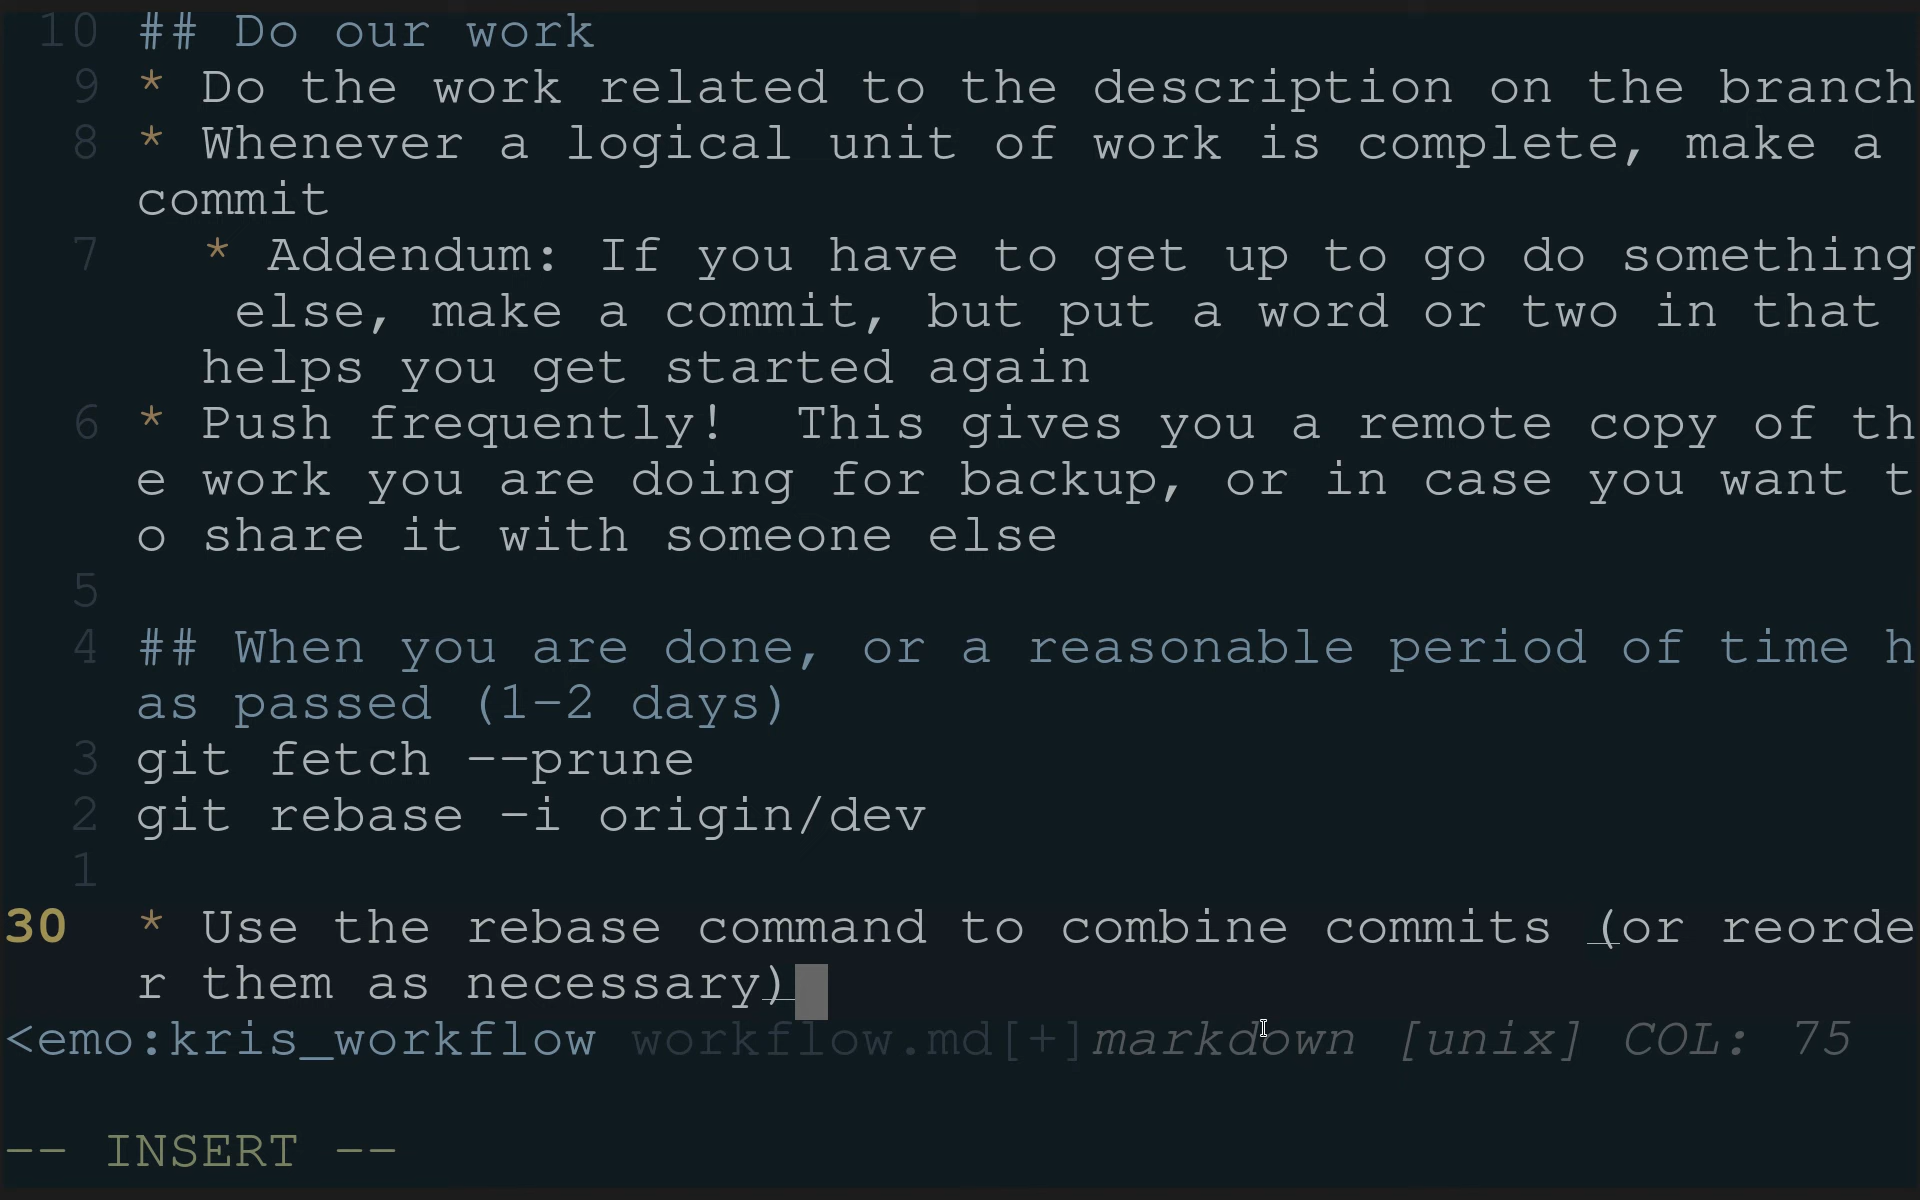 10 ## Do our work
9 * Do the work related to the description on the branch
8 * Whenever a logical unit of work is complete, make a
commit
7 * Addendum: If you have to get up to go do something
else, make a commit, but put a word or two in that
helps you get started again
6 * Push frequently!  This gives you a remote copy of th
e work you are doing for backup, or in case you want t
o share it with someone else
5
4 ## When you are done, or a reasonable period of time h
as passed (1-2 days)
3 git fetch --prune
2 git rebase -i origin/dev
1
30 * Use the rebase command to combine commits (or reorde
r them as necessary)
<emo:kris_workflow workflow.md[+]markdown [unix] COL: 75
-- INSERT --